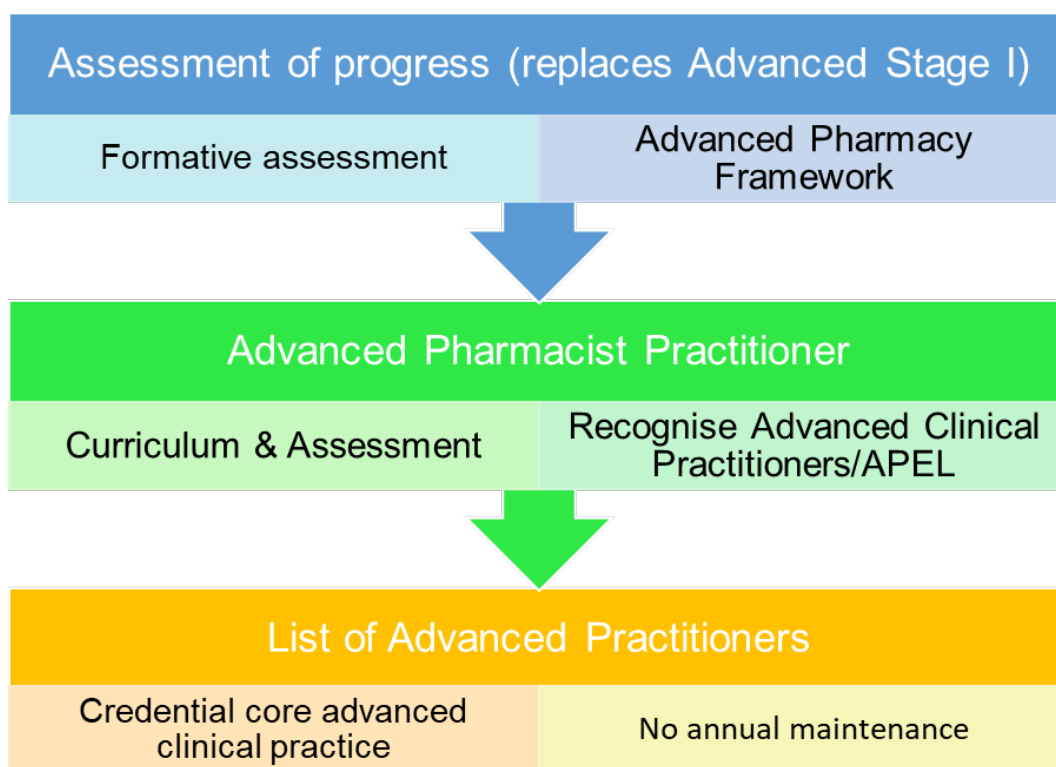 Assessment of progress (replaces Advanced Stage I)
Formative assessment
Advanced Pharmacy
Framework
Advanced Pharmacist Practitioner
Curriculum & Assessment
Recognise Advanced Clinical
Practitioners/APEL
List of Advanced Practitioners
Credential core advanced
clinical practice
No annual maintenance